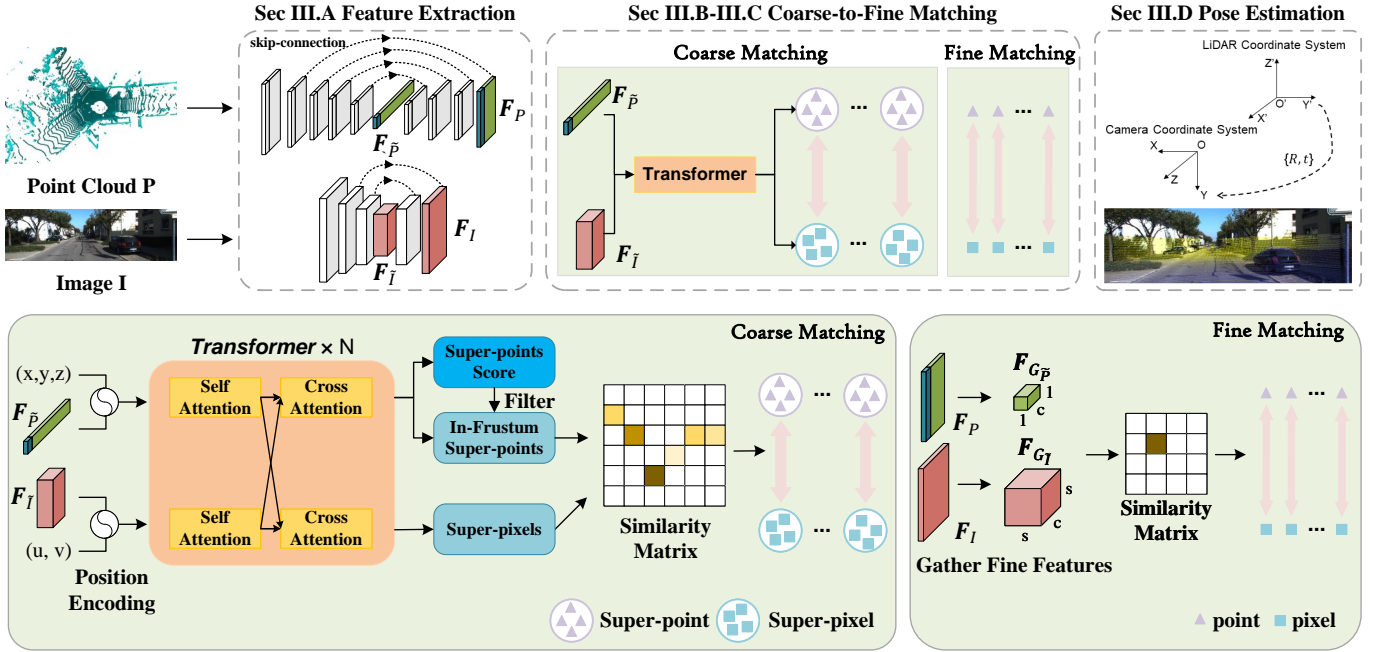 Sec III.A Feature Extraction
Sec III.B-III.C Coarse-to-Fine Matching
Sec III.D Pose Estimation
skip-connection
F_P
F_P̃
F_I
F_Ĩ
Point Cloud P
Image I
Coarse Matching
Fine Matching
F_P̃
Transformer
F_Ĩ
...
...
...
...
LiDAR Coordinate System
Z'
O'
Y'
X'
Camera Coordinate System
X
O
Z
Y
{R, t}
Coarse Matching
Transformer × N
(x,y,z)
F_P̃
F_Ĩ
(u, v)
Position
Encoding
Self
Attention
Cross
Attention
Self
Attention
Cross
Attention
Super-points
Score
Filter
In-Frustum
Super-points
Super-pixels
Similarity
Matrix
...
...
Super-point
Super-pixel
Fine Matching
F_P
F_G_P̃
1
1
c
F_I
F_G_Ĩ
s
s
c
Gather Fine Features
Similarity
Matrix
...
...
point
pixel